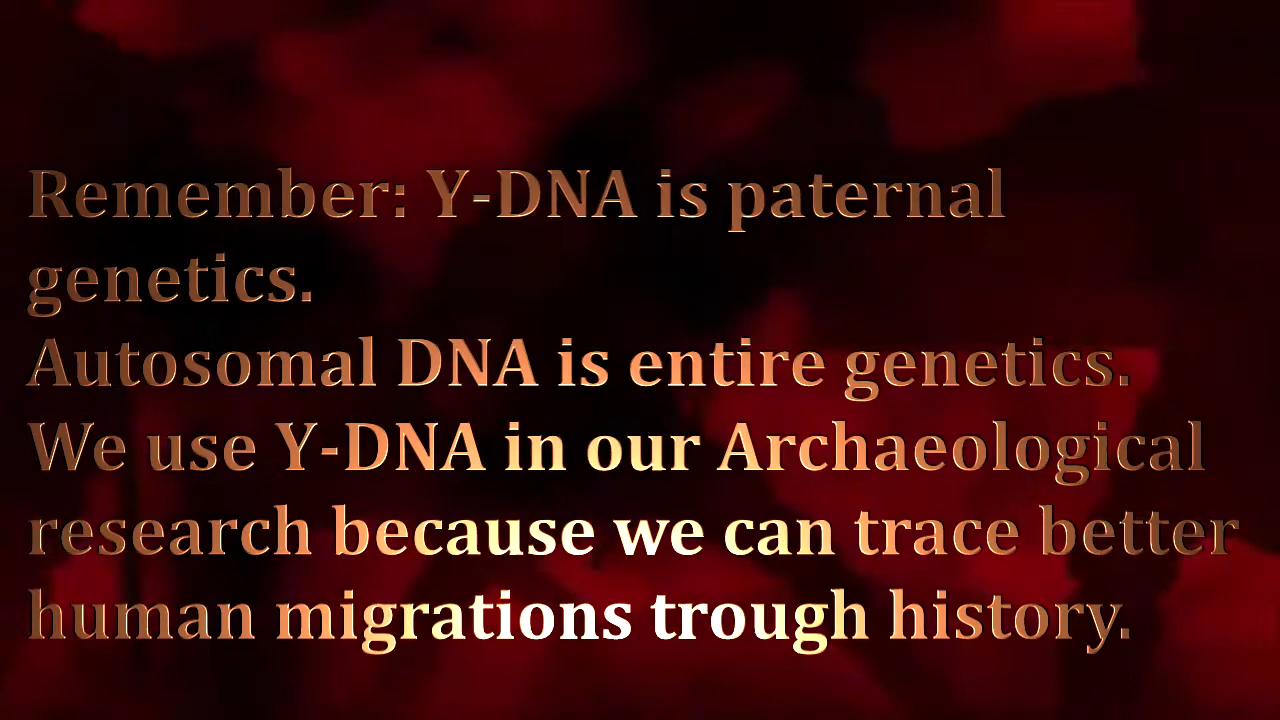 Remember: Y-DNA is paternal
genetics.
Autosomal DNA is entire genetics.
We use Y-DNA in our Archaeological
research because we can trace better
human migrations trough history.